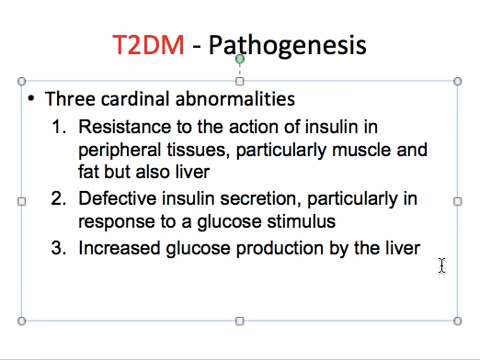 T2DM - Pathogenesis
• Three cardinal abnormalities
1. Resistance to the action of insulin in
peripheral tissues, particularly muscle and
fat but also liver
2. Defective insulin secretion, particularly in
response to a glucose stimulus
3. Increased glucose production by the liver